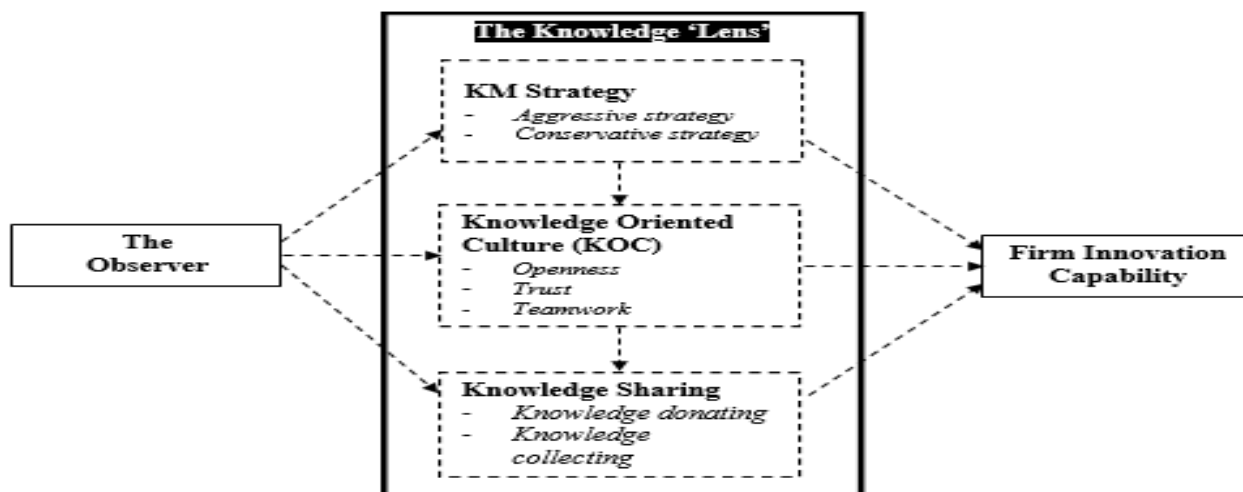 The Knowledge ‘Lens’
KM Strategy
- Aggressive strategy
- Conservative strategy
The
Observer
Knowledge Oriented
Culture (KOC)
- Openness
- Trust
- Teamwork
Firm Innovation
Capability
Knowledge Sharing
- Knowledge donating
- Knowledge
collecting